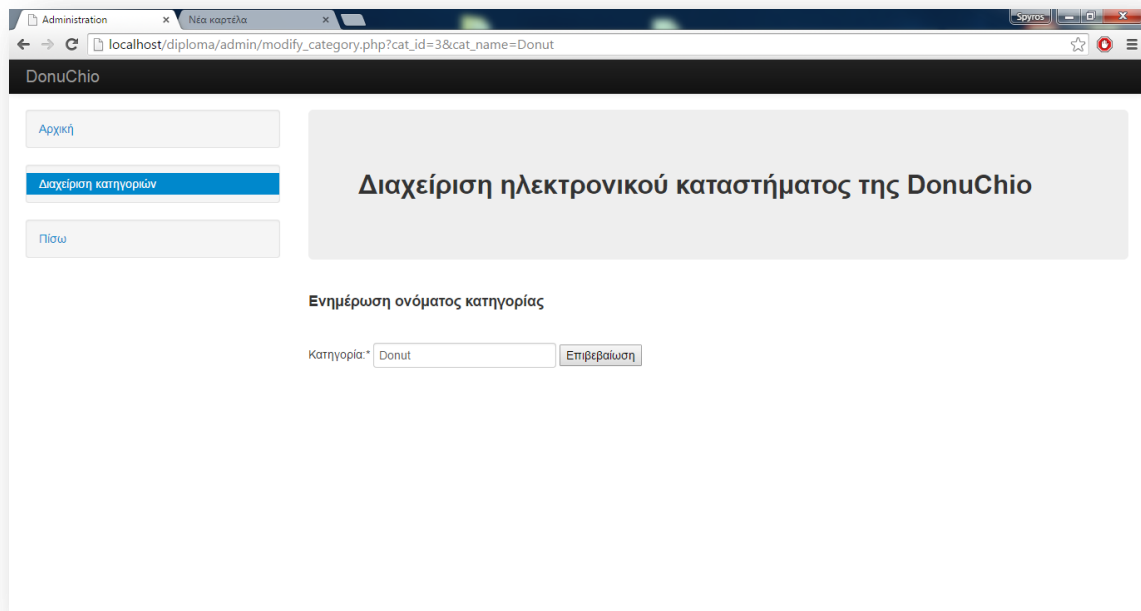 Administration
Νέα καρτέλα
Spyros
localhost/diploma/admin/modify_category.php?cat_id=3&cat_name=Donut
DonuChio
Αρχική
Διαχείριση κατηγοριών
Πίσω
Διαχείριση ηλεκτρονικού καταστήματος της DonuChio
Ενημέρωση ονόματος κατηγορίας
Κατηγορία:* Donut Επιβεβαίωση